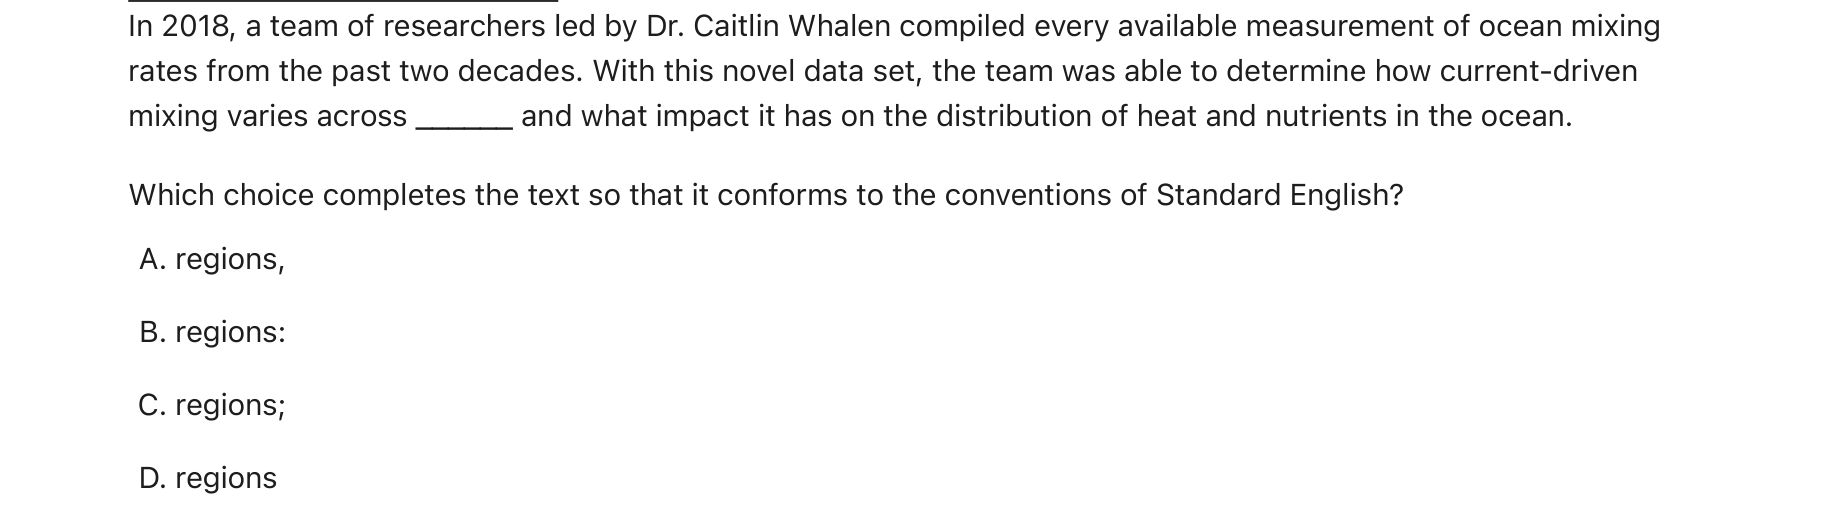 In 2018, a team of researchers led by Dr. Caitlin Whalen compiled every available measurement of ocean mixing
rates from the past two decades. With this novel data set, the team was able to determine how current-driven
mixing varies across ______ and what impact it has on the distribution of heat and nutrients in the ocean.
Which choice completes the text so that it conforms to the conventions of Standard English?
A. regions,
B. regions:
C. regions;
D. regions